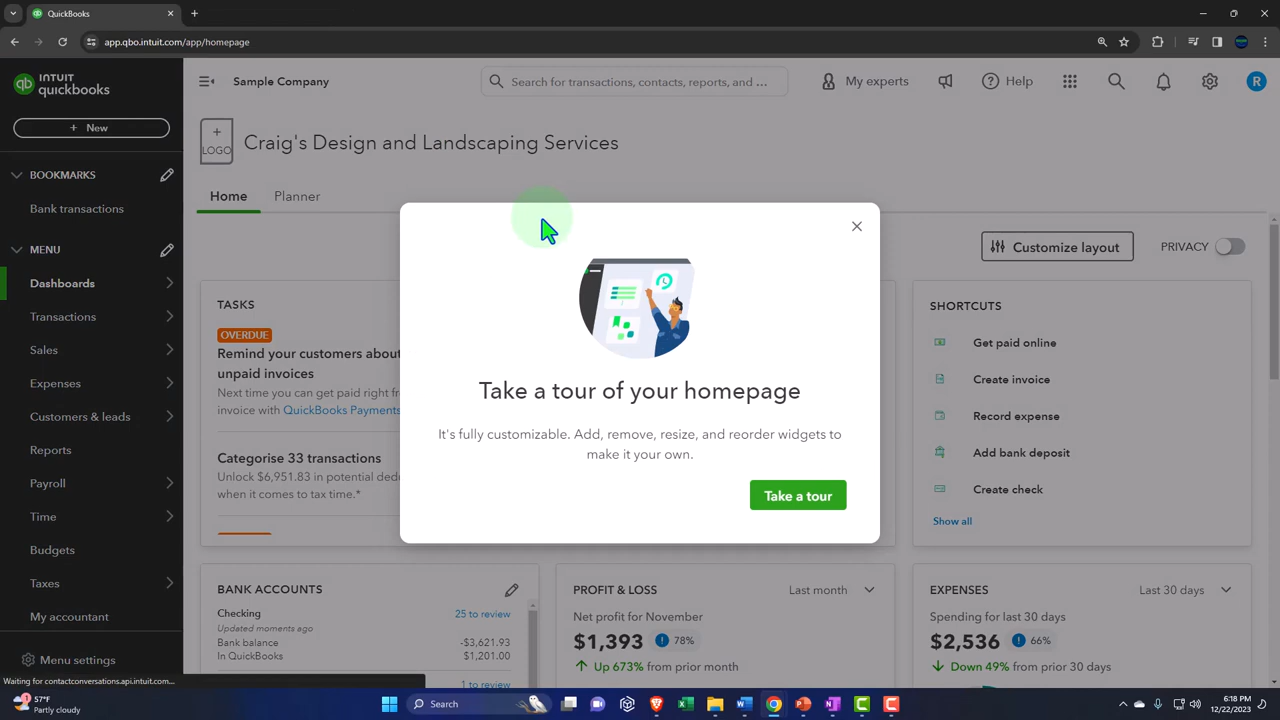 QuickBooks
app.qbo.intuit.com/app/homepage
INTUIT
quickbooks
Sample Company
Search for transactions, contacts, reports, and ...
My experts
Help
R
+ New
+
LOGO
Craig's Design and Landscaping Services
BOOKMARKS
Bank transactions
MENU
Dashboards
Transactions
Sales
Expenses
Customers & leads
Reports
Payroll
Time
Budgets
Taxes
My accountant
Menu settings
Home
Planner
Customize layout
PRIVACY
TASKS
OVERDUE
Remind your customers about
unpaid invoices
Next time you can get paid right fr
invoice with QuickBooks Payments
Categorise 33 transactions
Unlock $6,951.83 in potential dedu
when it comes to tax time.*
Take a tour of your homepage
It's fully customizable. Add, remove, resize, and reorder widgets to
make it your own.
Take a tour
SHORTCUTS
Get paid online
Create invoice
Record expense
Add bank deposit
Create check
Show all
BANK ACCOUNTS
Checking
25 to review
Updated moments ago
Bank balance
-$3,621.93
In QuickBooks
$1,201.00
1 to review
PROFIT & LOSS
Last month
Net profit for November
$1,393
78%
Up 673% from prior month
EXPENSES
Last 30 days
Spending for last 30 days
$2,536
66%
Down 49% from prior 30 days
Waiting for contactconversations.api.intuit.com...
57°F
Partly cloudy
Search
6:18 PM
12/22/2023